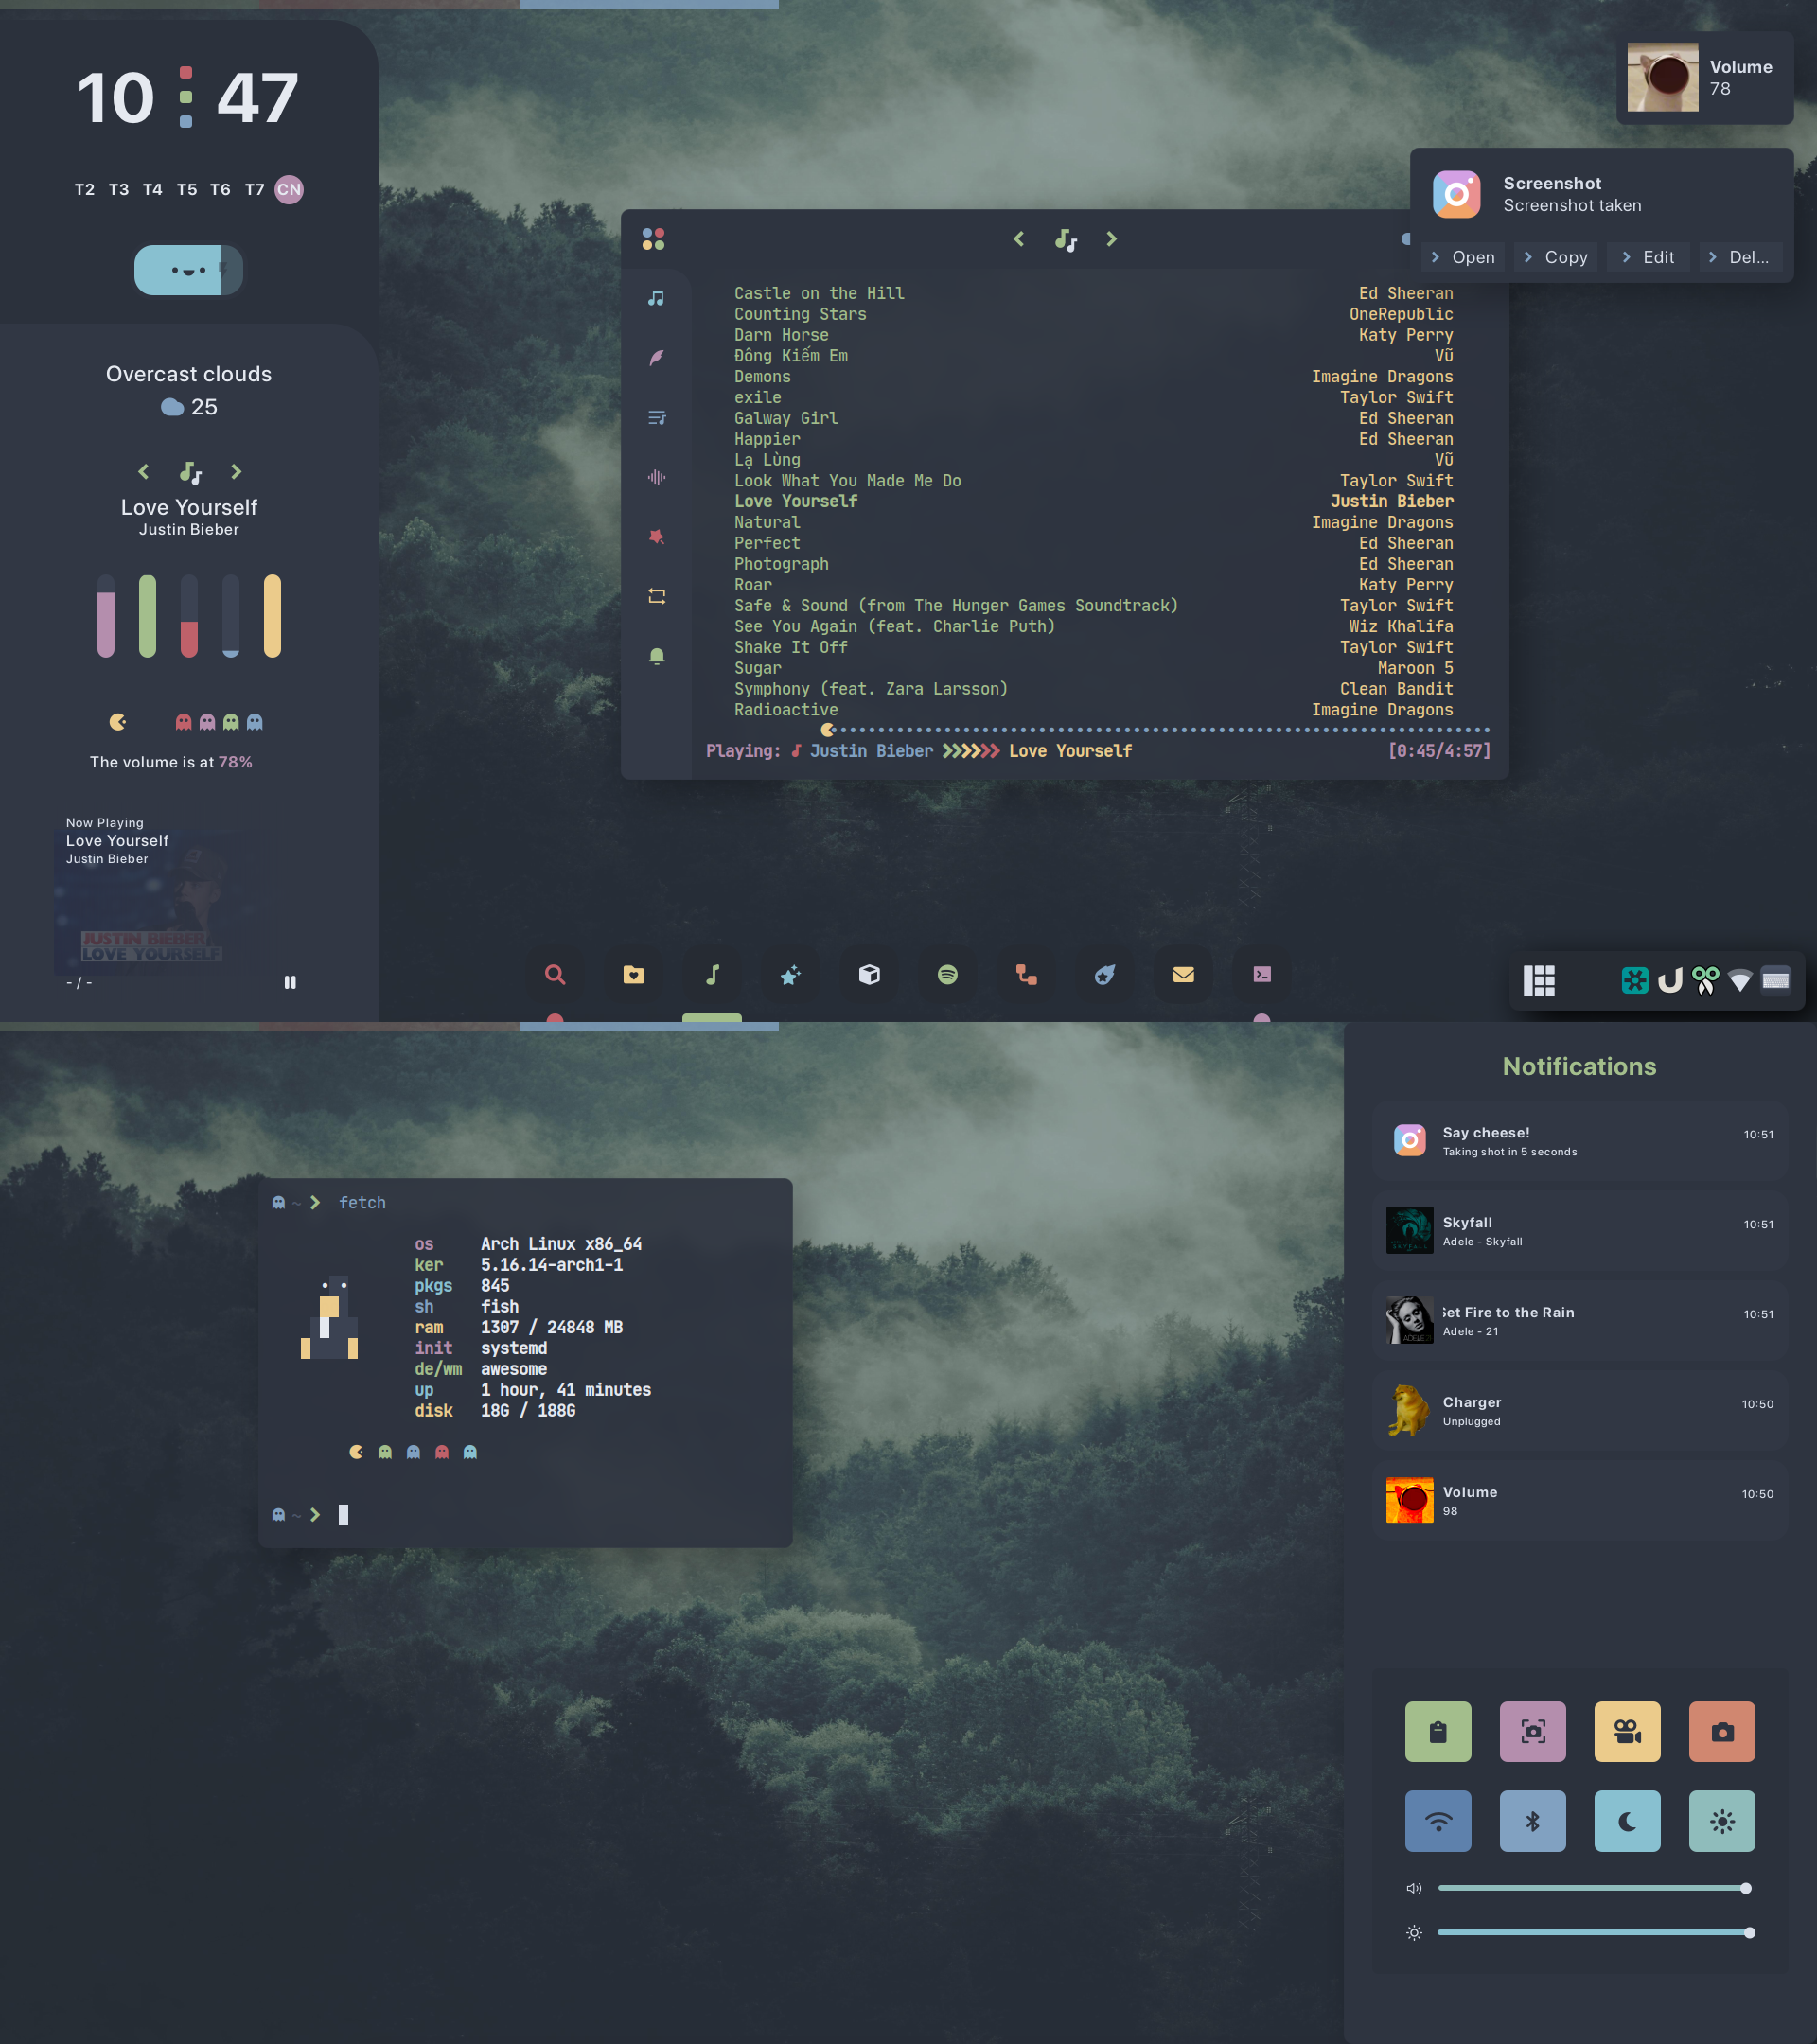 10 47
T2 T3 T4 T5 T6 T7 CN
Overcast clouds
25
Love Yourself
Justin Bieber
The volume is at 78%
Now Playing
Love Yourself
Justin Bieber
JUSTIN BIEBER
LOVE YOURSELF
- / -
Volume
78
Screenshot
Screenshot taken
Open Copy Edit Del...
Castle on the Hill Ed Sheeran
Counting Stars OneRepublic
Darn Horse Katy Perry
Đông Kiếm Em Vũ
Demons Imagine Dragons
exile Taylor Swift
Galway Girl Ed Sheeran
Happier Ed Sheeran
Lạ Lùng Vũ
Look What You Made Me Do Taylor Swift
Love Yourself Justin Bieber
Natural Imagine Dragons
Perfect Ed Sheeran
Photograph Ed Sheeran
Roar Katy Perry
Safe & Sound (from The Hunger Games Soundtrack) Taylor Swift
See You Again (feat. Charlie Puth) Wiz Khalifa
Shake It Off Taylor Swift
Sugar Maroon 5
Symphony (feat. Zara Larsson) Clean Bandit
Radioactive Imagine Dragons
Playing: Justin Bieber Love Yourself [0:45/4:57]
~ fetch
os Arch Linux x86_64
ker 5.16.14-arch1-1
pkgs 845
sh fish
ram 1307 / 24848 MB
init systemd
de/wm awesome
up 1 hour, 41 minutes
disk 18G / 188G
~
Notifications
Say cheese! 10:51
Taking shot in 5 seconds
Skyfall 10:51
Adele - Skyfall
Set Fire to the Rain 10:51
Adele - 21
Charger 10:50
Unplugged
Volume 10:50
98